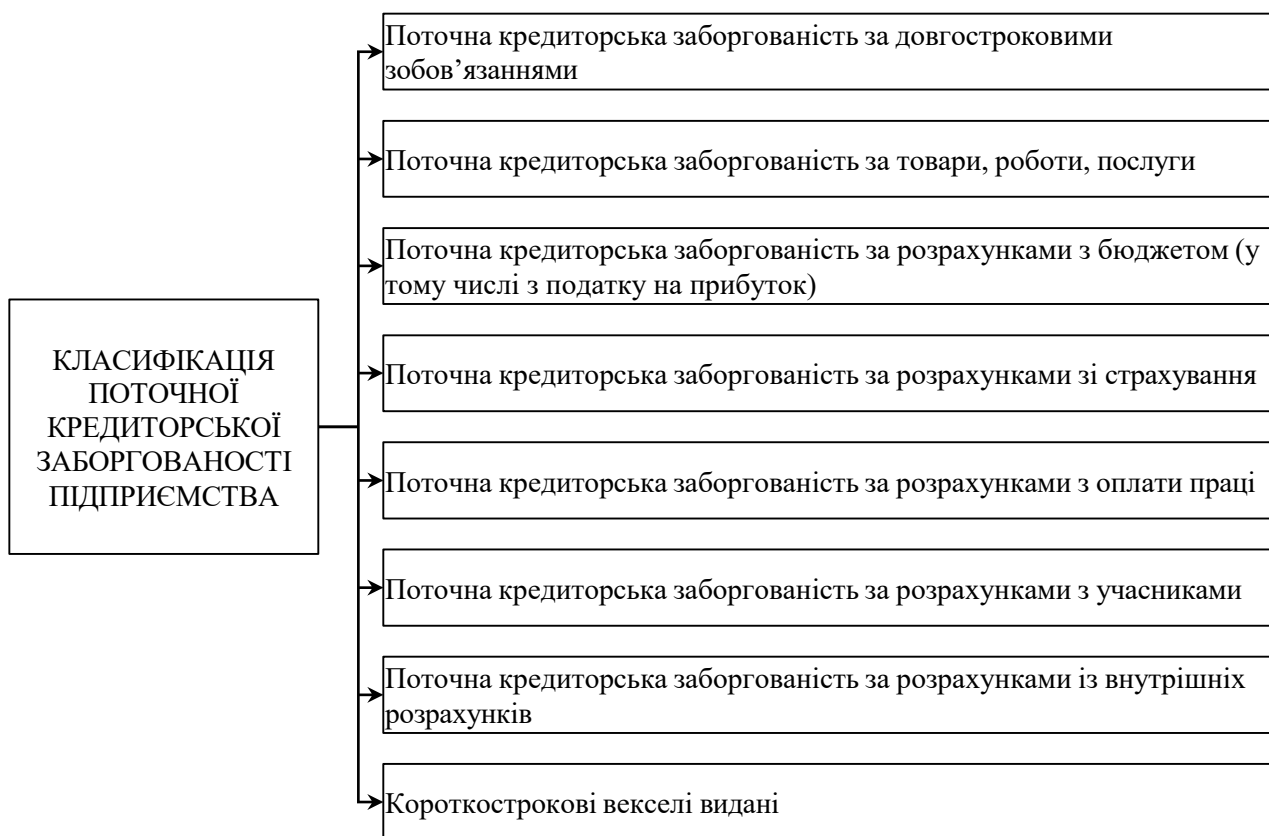 КЛАСИФІКАЦІЯ
ПОТОЧНОЇ
КРЕДИТОРСЬКОЇ
ЗАБОРГОВАНОСТІ
ПІДПРИЄМСТВА
Поточна кредиторська заборгованість за довгостроковими
зобов’язаннями
Поточна кредиторська заборгованість за товари, роботи, послуги
Поточна кредиторська заборгованість за розрахунками з бюджетом (у
тому числі з податку на прибуток)
Поточна кредиторська заборгованість за розрахунками зі страхування
Поточна кредиторська заборгованість за розрахунками з оплати праці
Поточна кредиторська заборгованість за розрахунками з учасниками
Поточна кредиторська заборгованість за розрахунками із внутрішніх
розрахунків
Короткострокові векселі видані